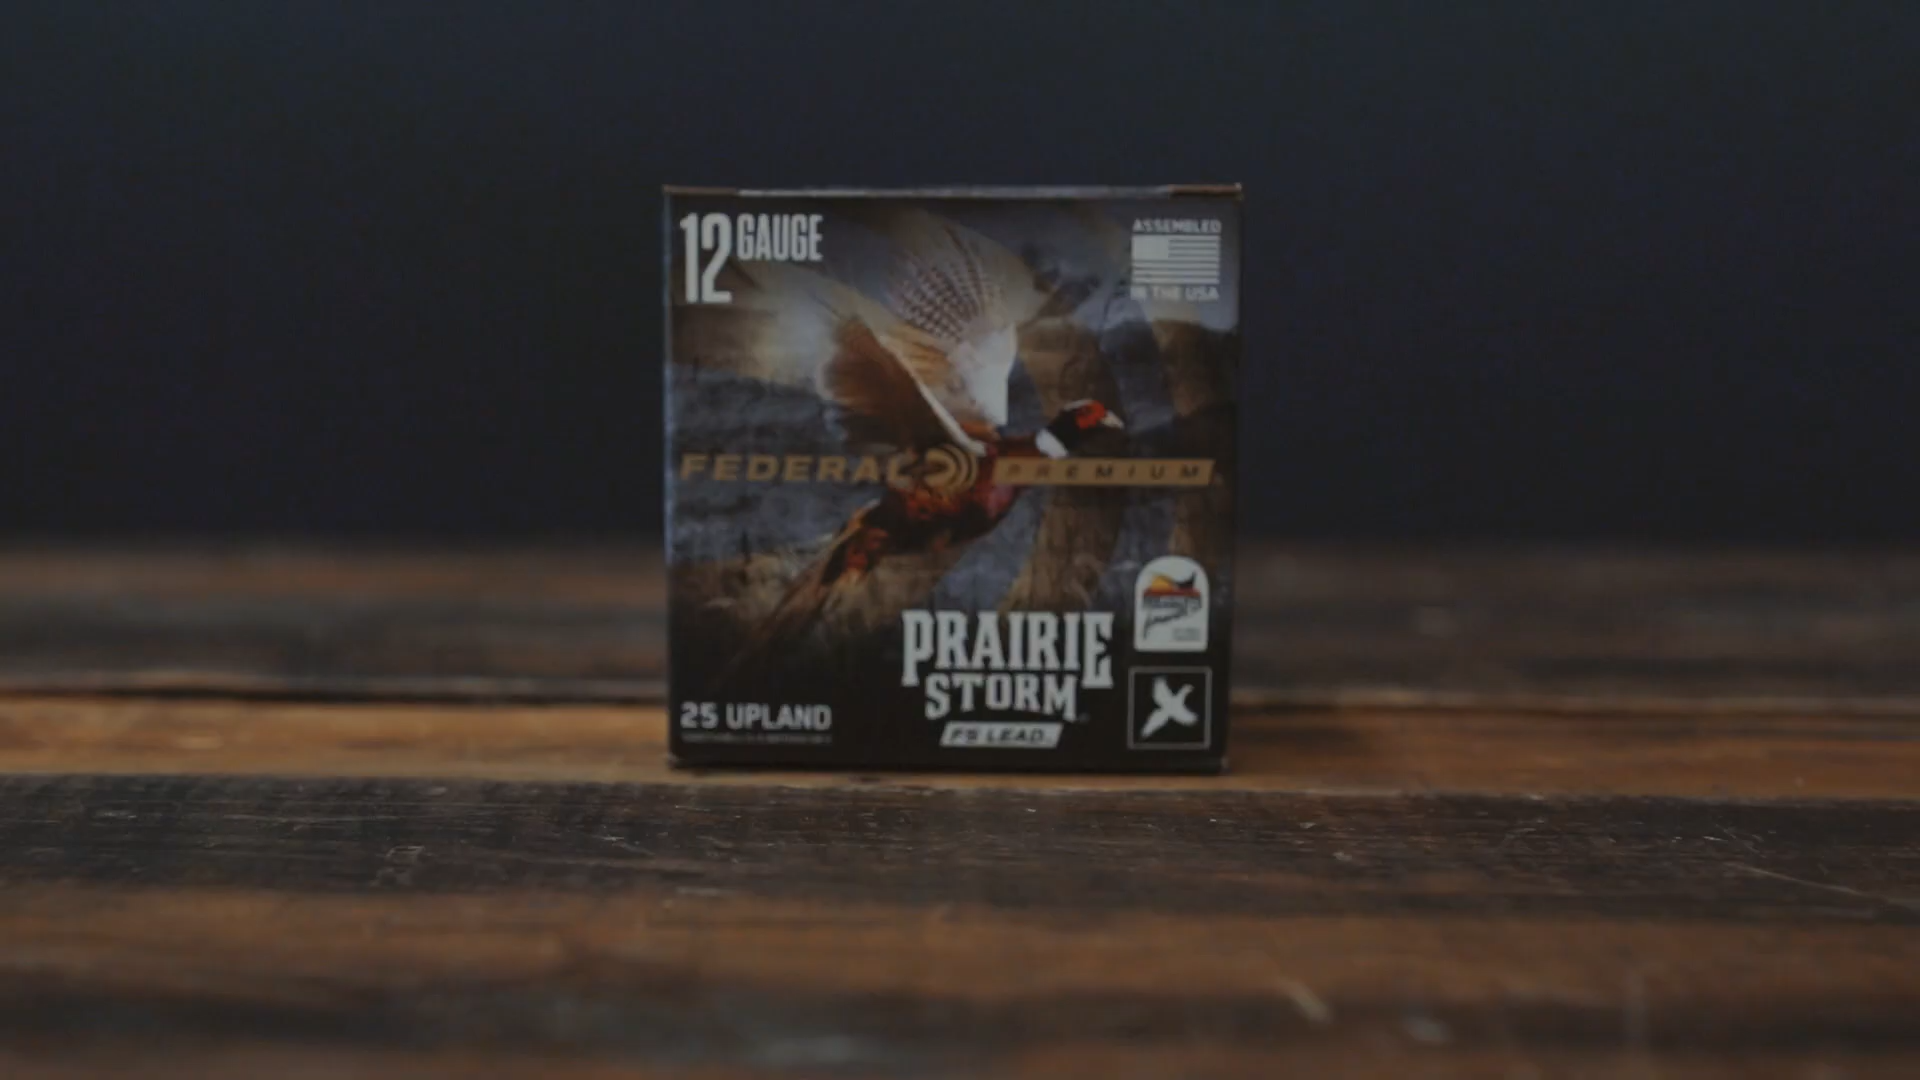 12 GAUGE
ASSEMBLED
IN THE USA
FEDERAL PREMIUM
PRAIRIE
STORM
FS LEAD
25 UPLAND